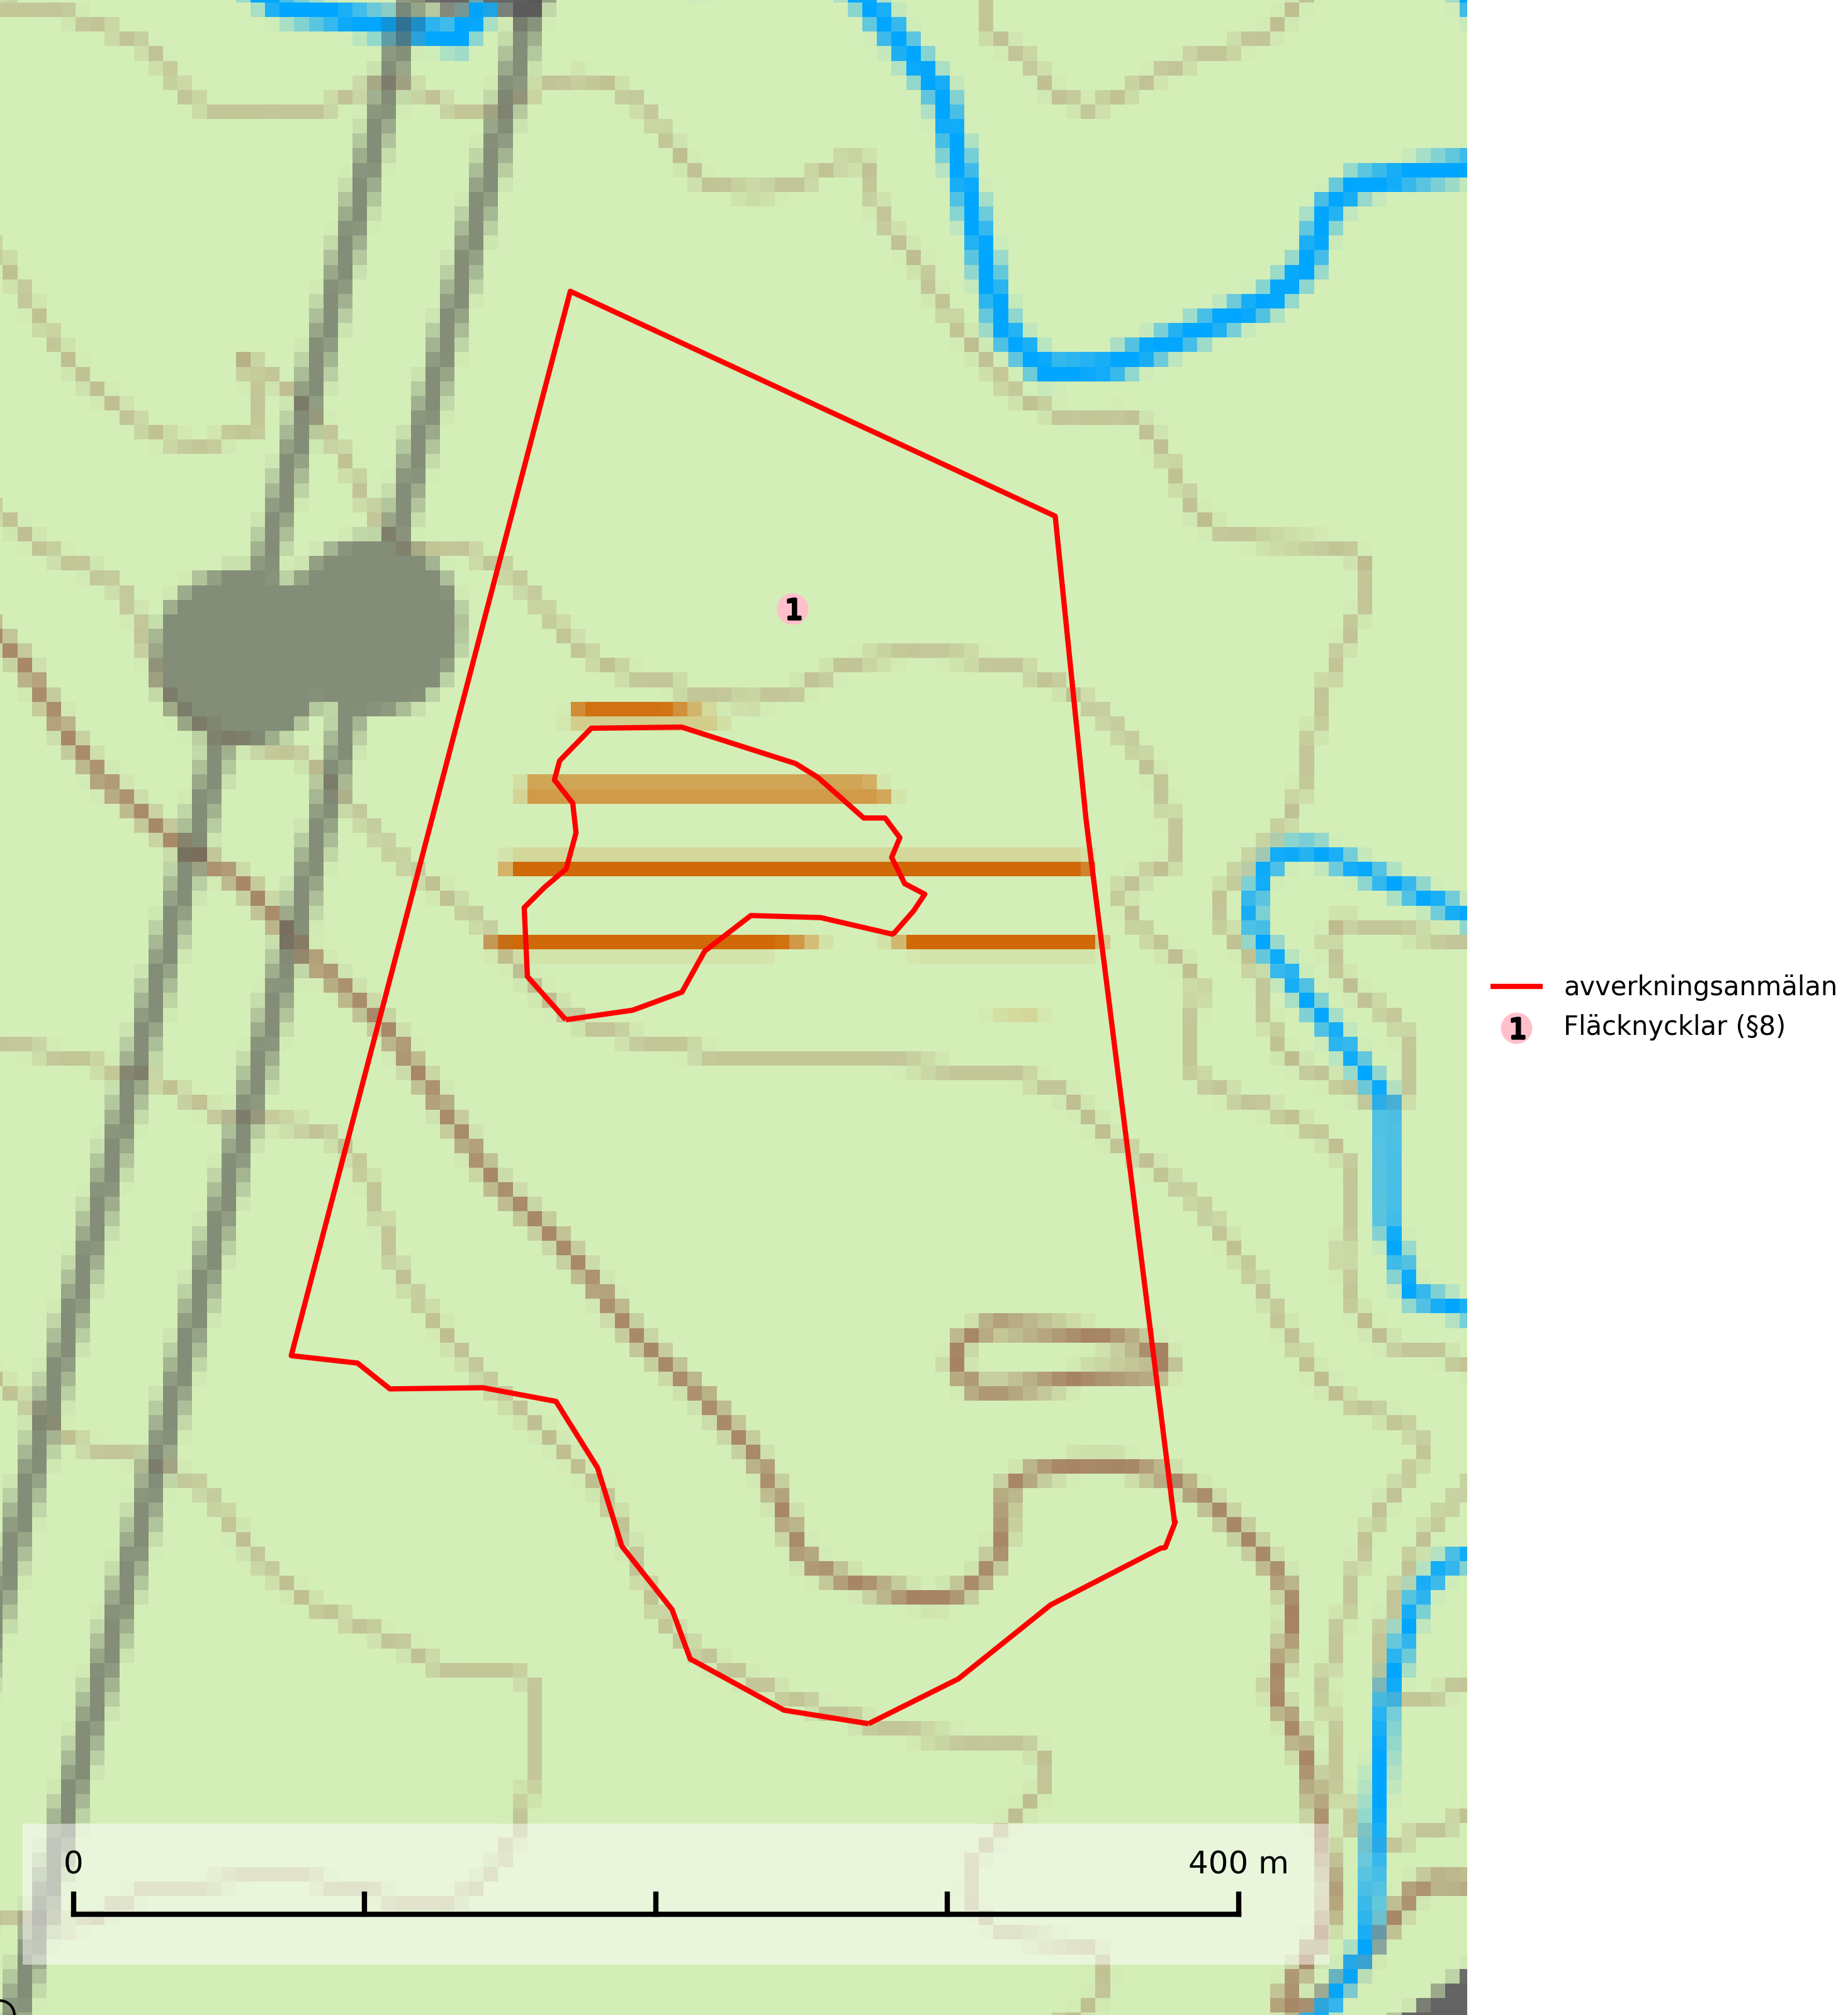 1
avverkningsanmälan
1 Fläcknycklar (§8)
0 400 m